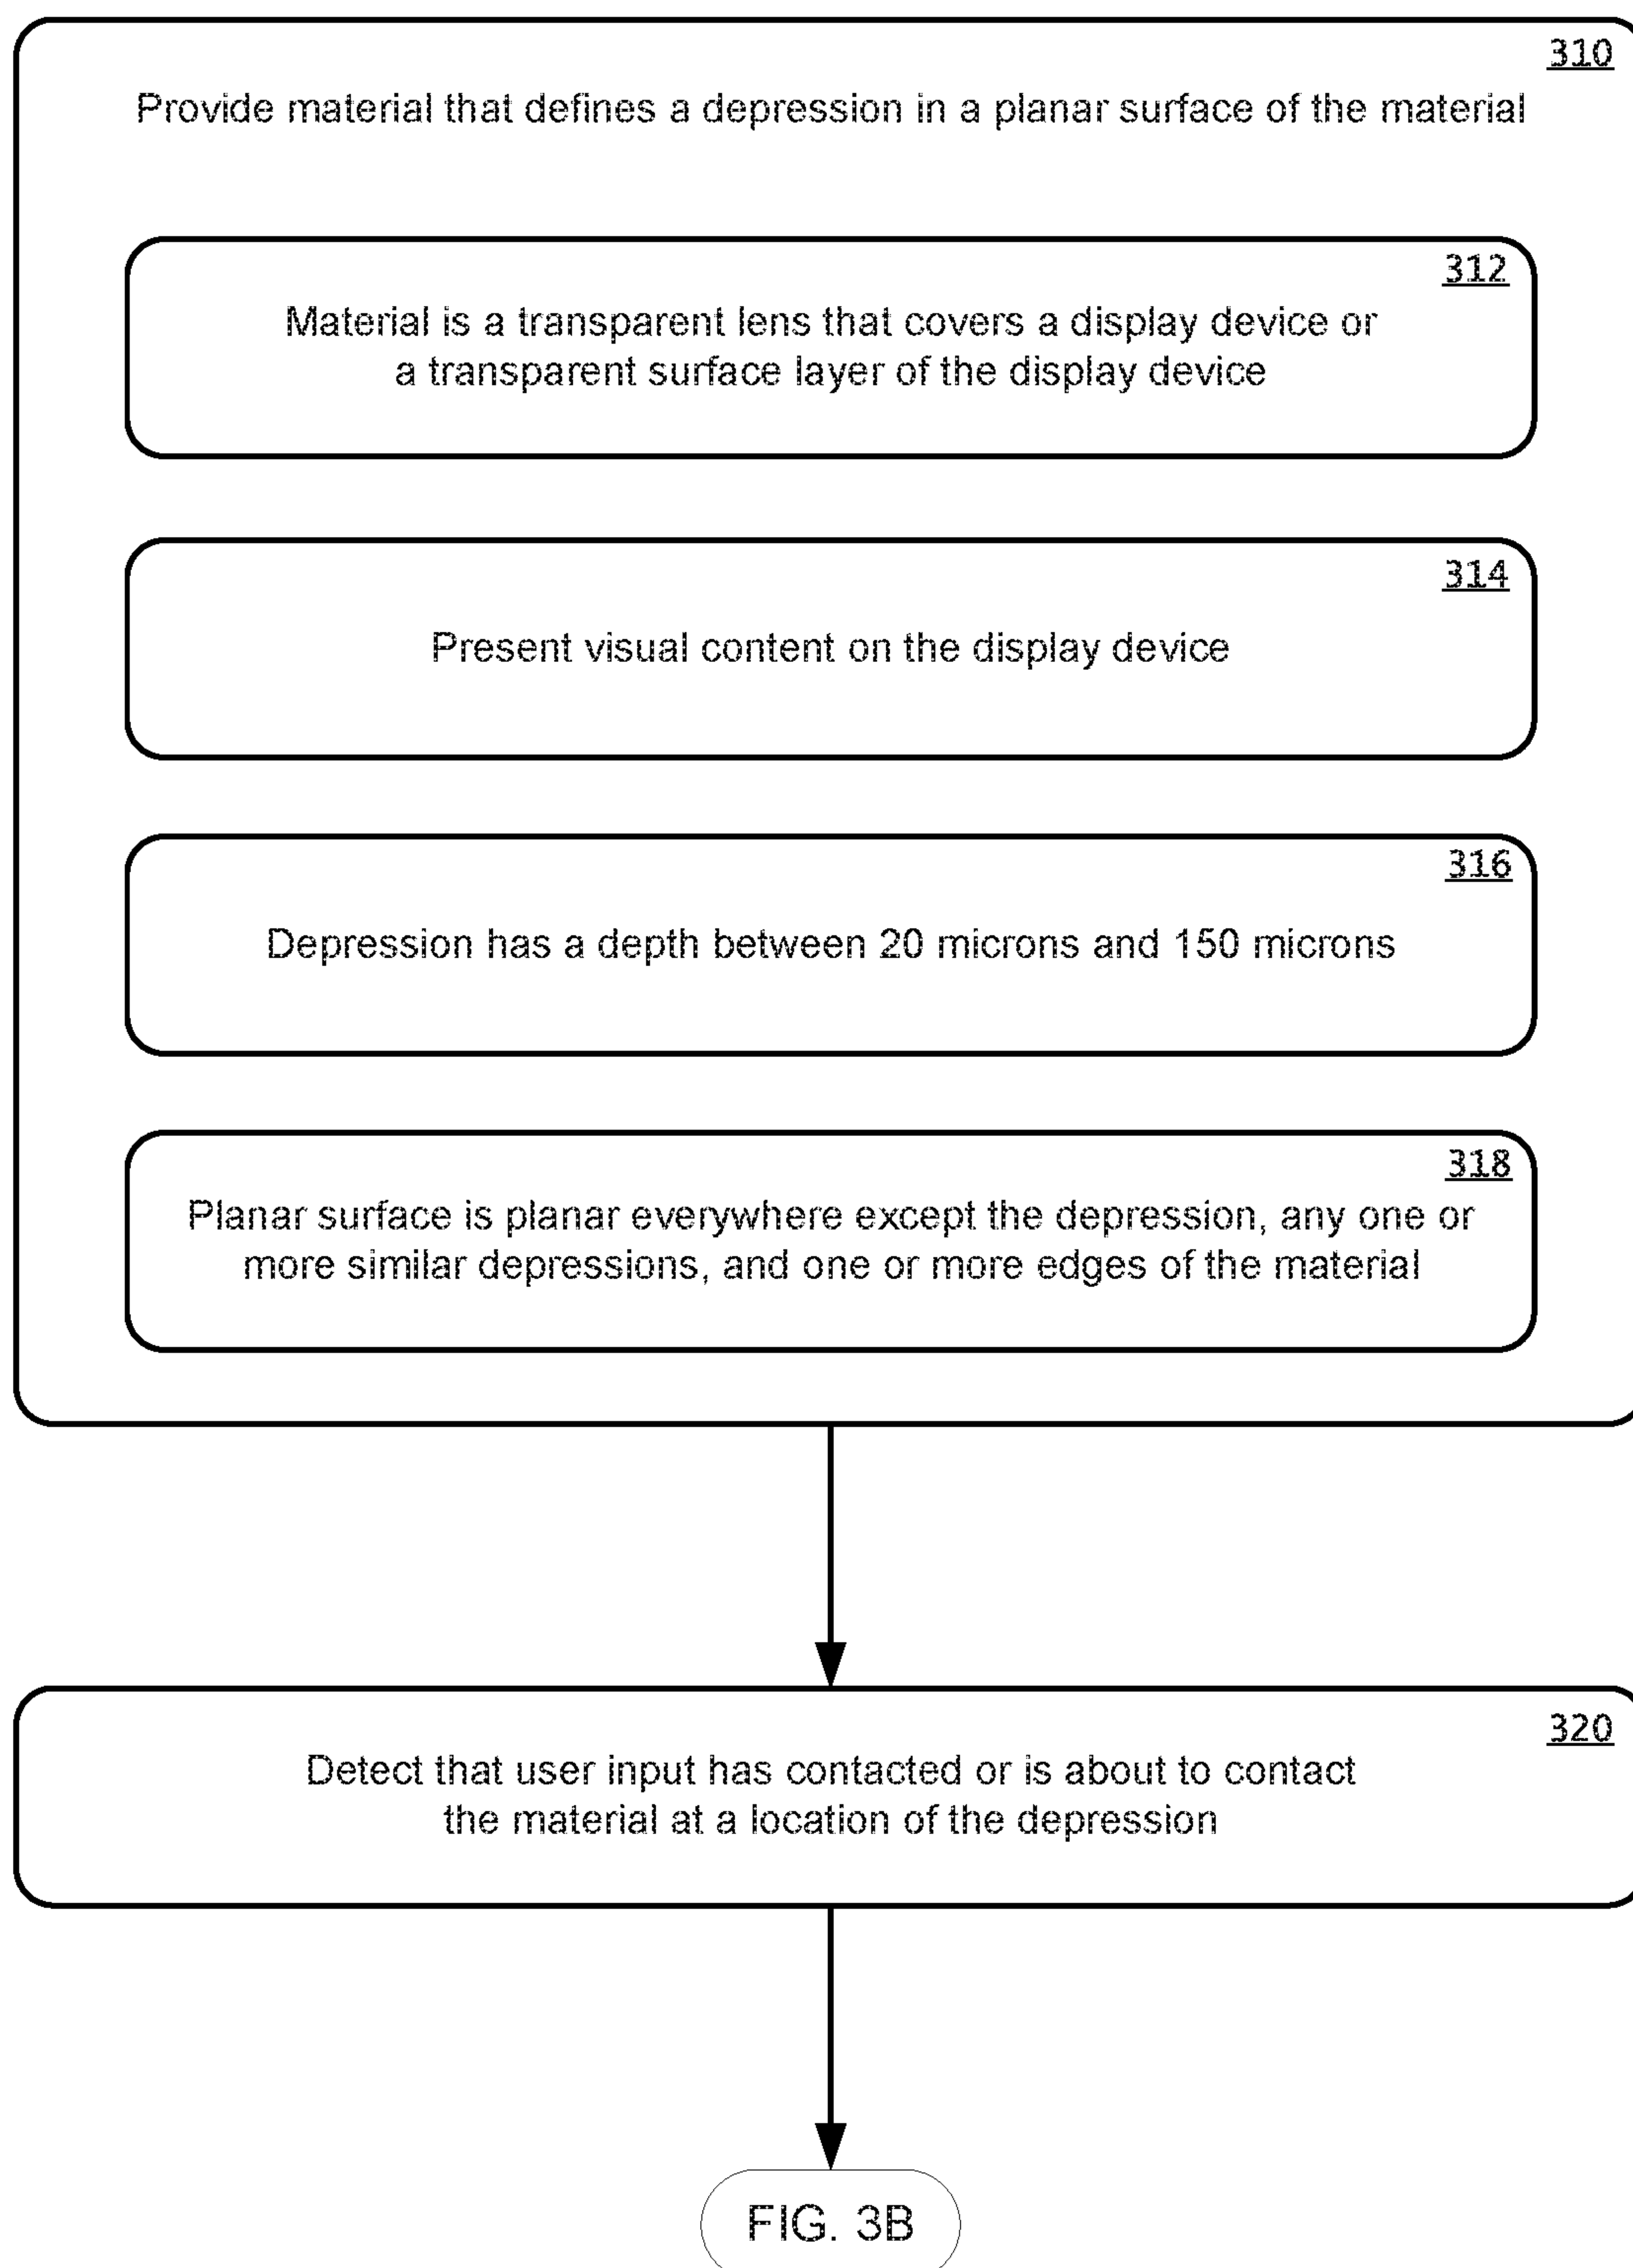 310
Provide material that defines a depression in a planar surface of the material
312
Material is a transparent lens that covers a display device or
a transparent surface layer of the display device
314
Present visual content on the display device
316
Depression has a depth between 20 microns and 150 microns
318
Planar surface is planar everywhere except the depression, any one or
more similar depressions, and one or more edges of the material
320
Detect that user input has contacted or is about to contact
the material at a location of the depression
FIG. 3B